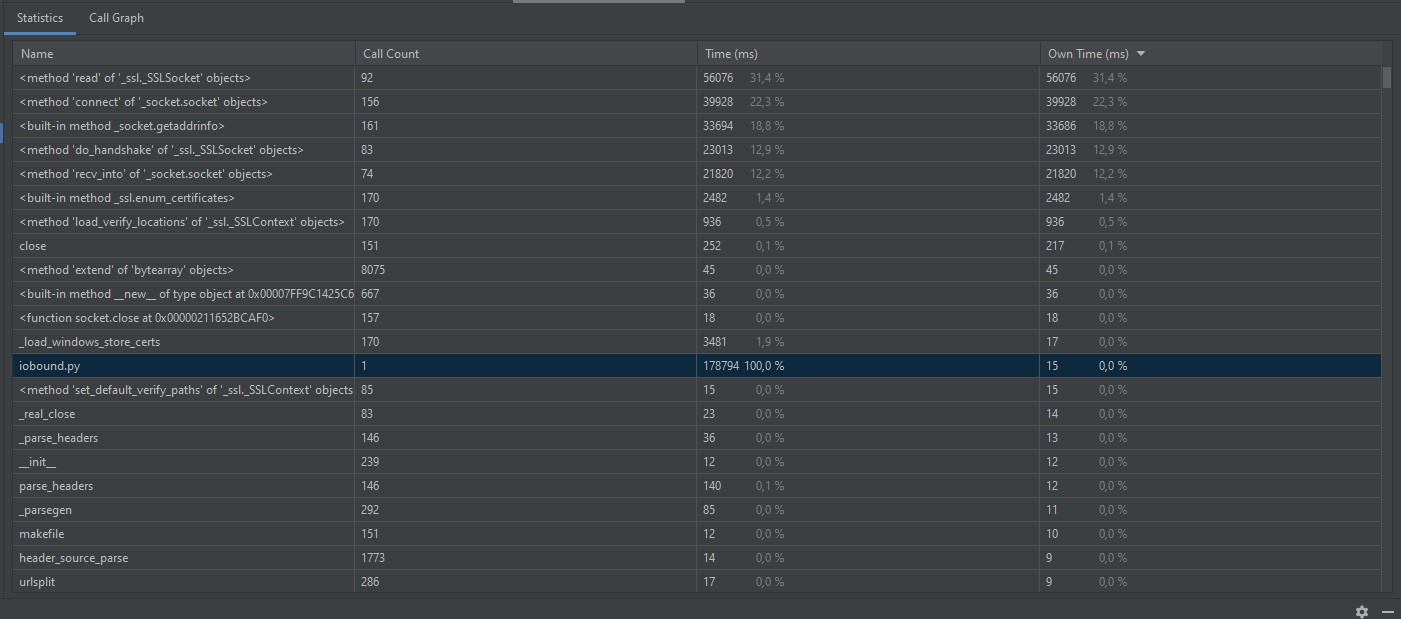 Statistics Call Graph
Name Call Count Time (ms) Own Time (ms)
<method 'read' of '_ssl._SSLSocket' objects> 92 56076 31,4 % 56076 31,4 %
<method 'connect' of '_socket.socket' objects> 156 39928 22,3 % 39928 22,3 %
<built-in method _socket.getaddrinfo> 161 33694 18,8 % 33686 18,8 %
<method 'do_handshake' of '_ssl._SSLSocket' objects> 83 23013 12,9 % 23013 12,9 %
<method 'recv_into' of '_socket.socket' objects> 74 21820 12,2 % 21820 12,2 %
<built-in method _ssl.enum_certificates> 170 2482 1,4 % 2482 1,4 %
<method 'load_verify_locations' of '_ssl._SSLContext' objects> 170 936 0,5 % 936 0,5 %
close 151 252 0,1 % 217 0,1 %
<method 'extend' of 'bytearray' objects> 8075 45 0,0 % 45 0,0 %
<built-in method __new__ of type object at 0x00007FF9C1425C6 667 36 0,0 % 36 0,0 %
<function socket.close at 0x00000211652BCAF0> 157 18 0,0 % 18 0,0 %
_load_windows_store_certs 170 3481 1,9 % 17 0,0 %
iobound.py 1 178794 100,0 % 15 0,0 %
<method 'set_default_verify_paths' of '_ssl._SSLContext' objects 85 15 0,0 % 15 0,0 %
_real_close 83 23 0,0 % 14 0,0 %
_parse_headers 146 36 0,0 % 13 0,0 %
__init__ 239 12 0,0 % 12 0,0 %
parse_headers 146 140 0,1 % 12 0,0 %
_parsegen 292 85 0,0 % 11 0,0 %
makefile 151 12 0,0 % 10 0,0 %
header_source_parse 1773 14 0,0 % 9 0,0 %
urlsplit 286 17 0,0 % 9 0,0 %